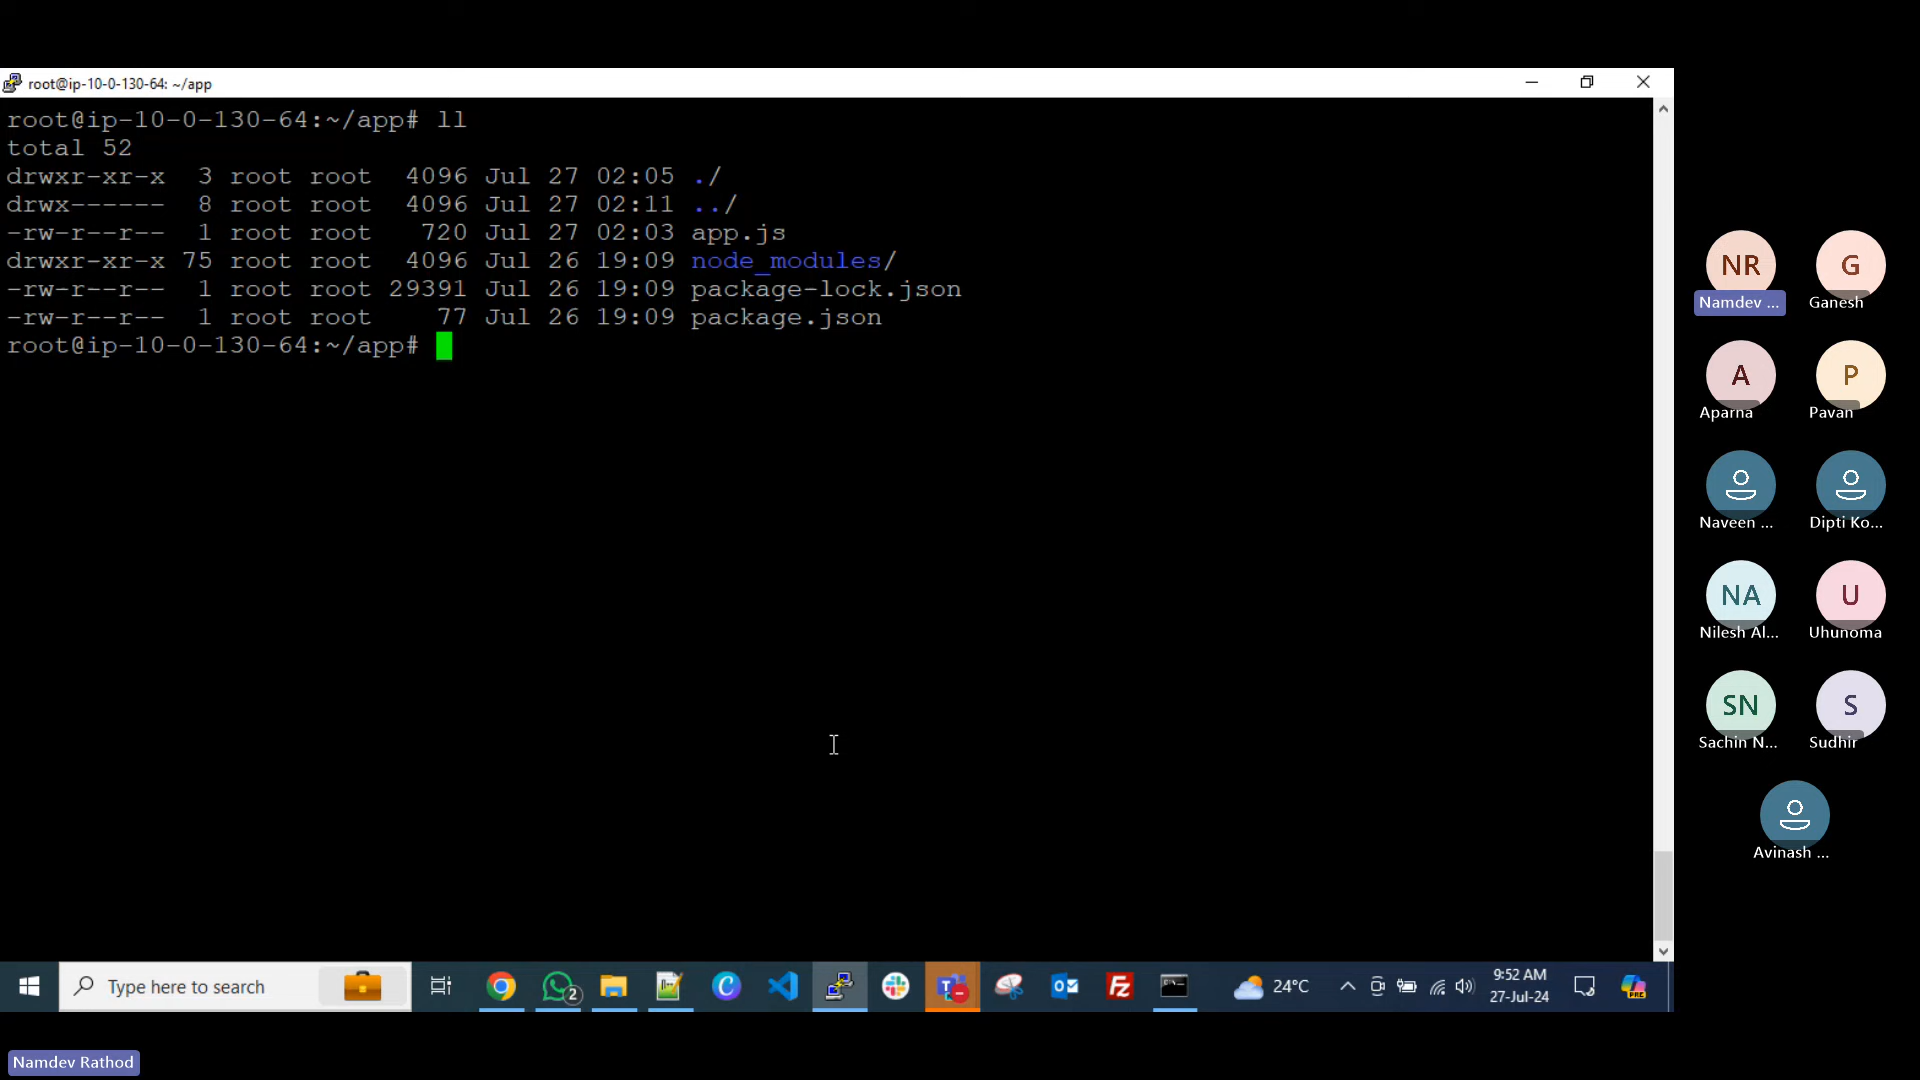 root@ip-10-0-130-64: ~/app
root@ip-10-0-130-64:~/app# ll
total 52
drwxr-xr-x  3 root root  4096 Jul 27 02:05 ./
drwx------  8 root root  4096 Jul 27 02:11 ../
-rw-r--r--  1 root root   720 Jul 27 02:03 app.js
drwxr-xr-x 75 root root  4096 Jul 26 19:09 node_modules/
-rw-r--r--  1 root root 29391 Jul 26 19:09 package-lock.json
-rw-r--r--  1 root root    77 Jul 26 19:09 package.json
root@ip-10-0-130-64:~/app#
NR G
Namdev ... Ganesh
A P
Aparna Pavan
Naveen ... Dipti Ko...
NA U
Nilesh Al... Uhunoma
SN S
Sachin N... Sudhir
Avinash ...
Type here to search
2
24°C
9:52 AM
27-Jul-24
PRE
Namdev Rathod